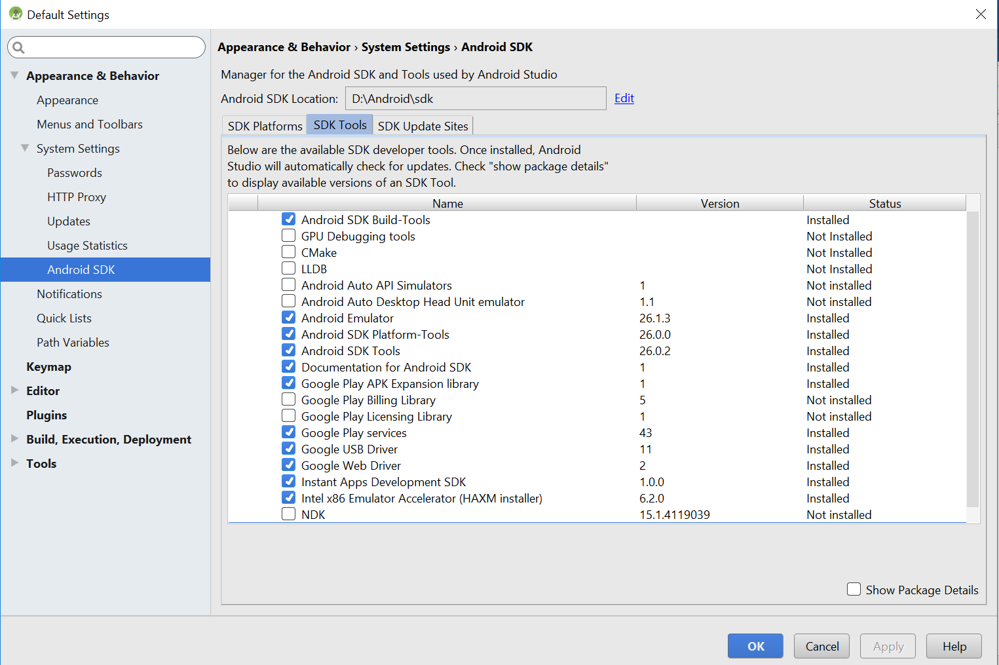 Default Settings
Appearance & Behavior
Appearance
Menus and Toolbars
System Settings
Passwords
HTTP Proxy
Updates
Usage Statistics
Android SDK
Notifications
Quick Lists
Path Variables
Keymap
Editor
Plugins
Build, Execution, Deployment
Tools
Appearance & Behavior › System Settings › Android SDK
Manager for the Android SDK and Tools used by Android Studio
Android SDK Location: D:\Android\sdk Edit
SDK Platforms SDK Tools SDK Update Sites
Below are the available SDK developer tools. Once installed, Android
Studio will automatically check for updates. Check "show package details"
to display available versions of an SDK Tool.
Name Version Status
Android SDK Build-Tools Installed
GPU Debugging tools Not Installed
CMake Not Installed
LLDB Not Installed
Android Auto API Simulators 1 Not installed
Android Auto Desktop Head Unit emulator 1.1 Not installed
Android Emulator 26.1.3 Installed
Android SDK Platform-Tools 26.0.0 Installed
Android SDK Tools 26.0.2 Installed
Documentation for Android SDK 1 Installed
Google Play APK Expansion library 1 Installed
Google Play Billing Library 5 Not installed
Google Play Licensing Library 1 Not installed
Google Play services 43 Installed
Google USB Driver 11 Installed
Google Web Driver 2 Installed
Instant Apps Development SDK 1.0.0 Installed
Intel x86 Emulator Accelerator (HAXM installer) 6.2.0 Installed
NDK 15.1.4119039 Not installed
Show Package Details
OK Cancel Apply Help